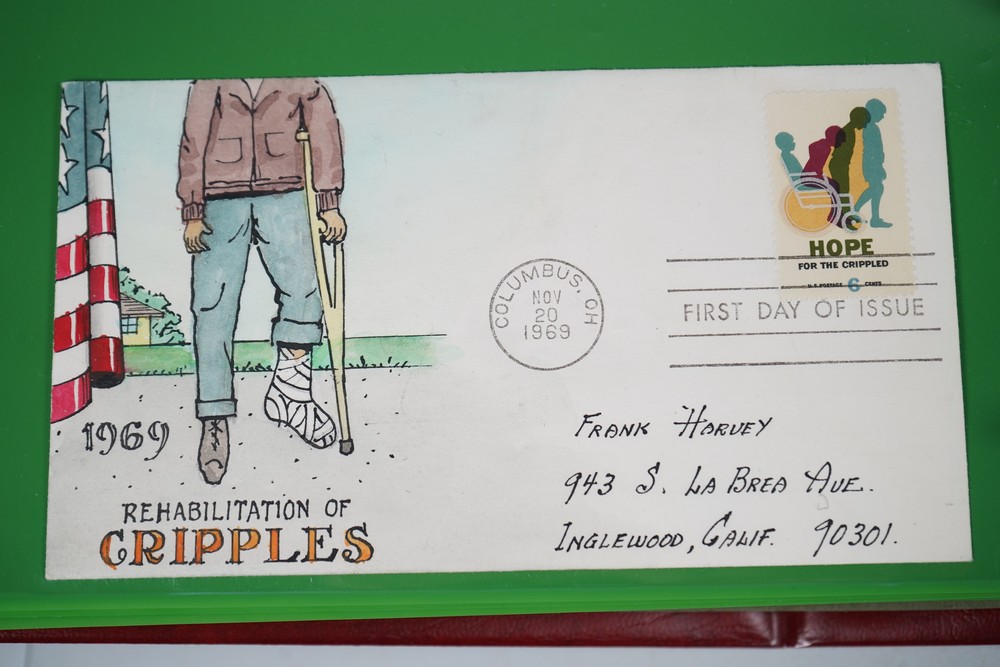 HOPE
FOR THE CRIPPLED
U.S. POSTAGE 6 CENTS
COLUMBUS, OH
NOV
20
1969
FIRST DAY OF ISSUE
1969
REHABILITATION OF
CRIPPLES
FRANK HARVEY
943 S. LA BREA AVE.
INGLEWOOD, CALIF. 90301.